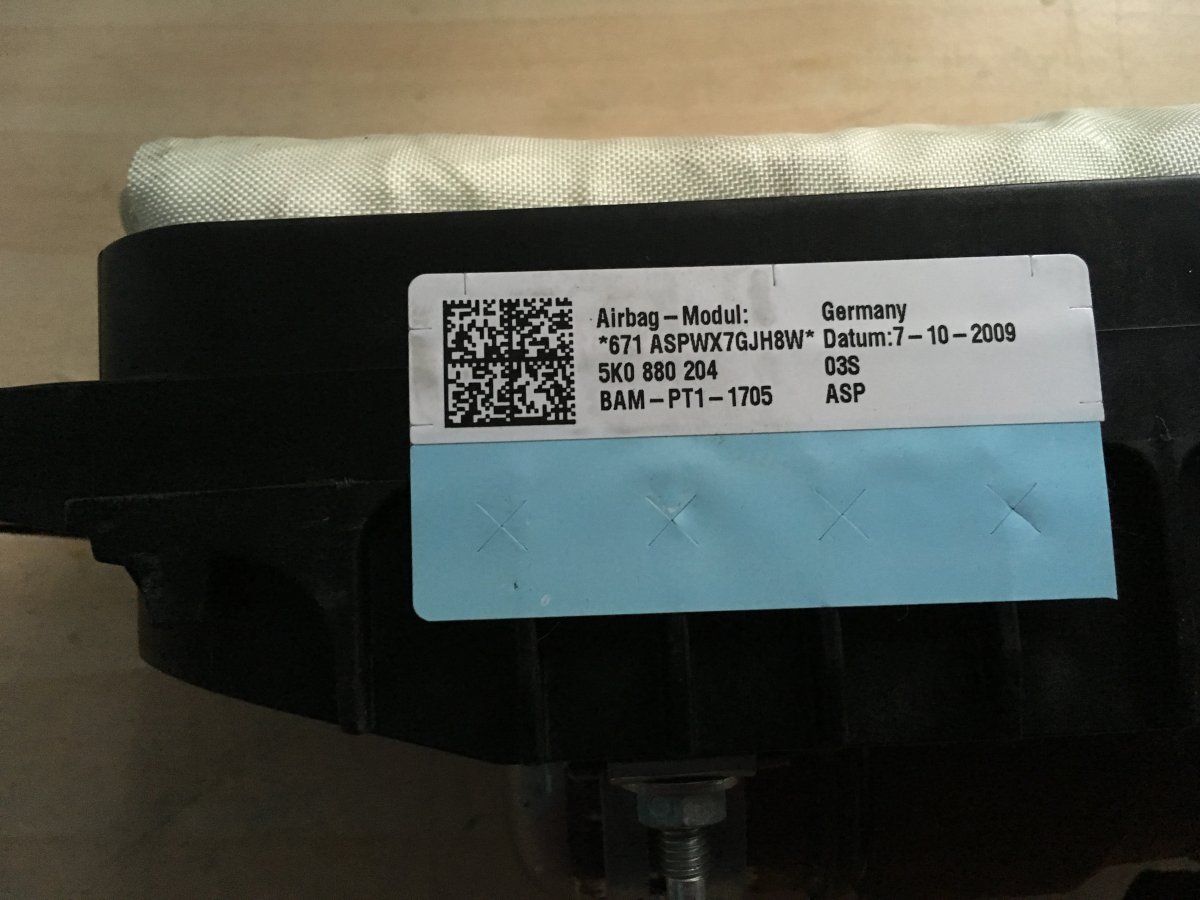 Airbag-Modul: Germany
*671 ASPWX7GJH8W* Datum:7-10-2009
5K0 880 204 03S
BAM-PT1-1705 ASP